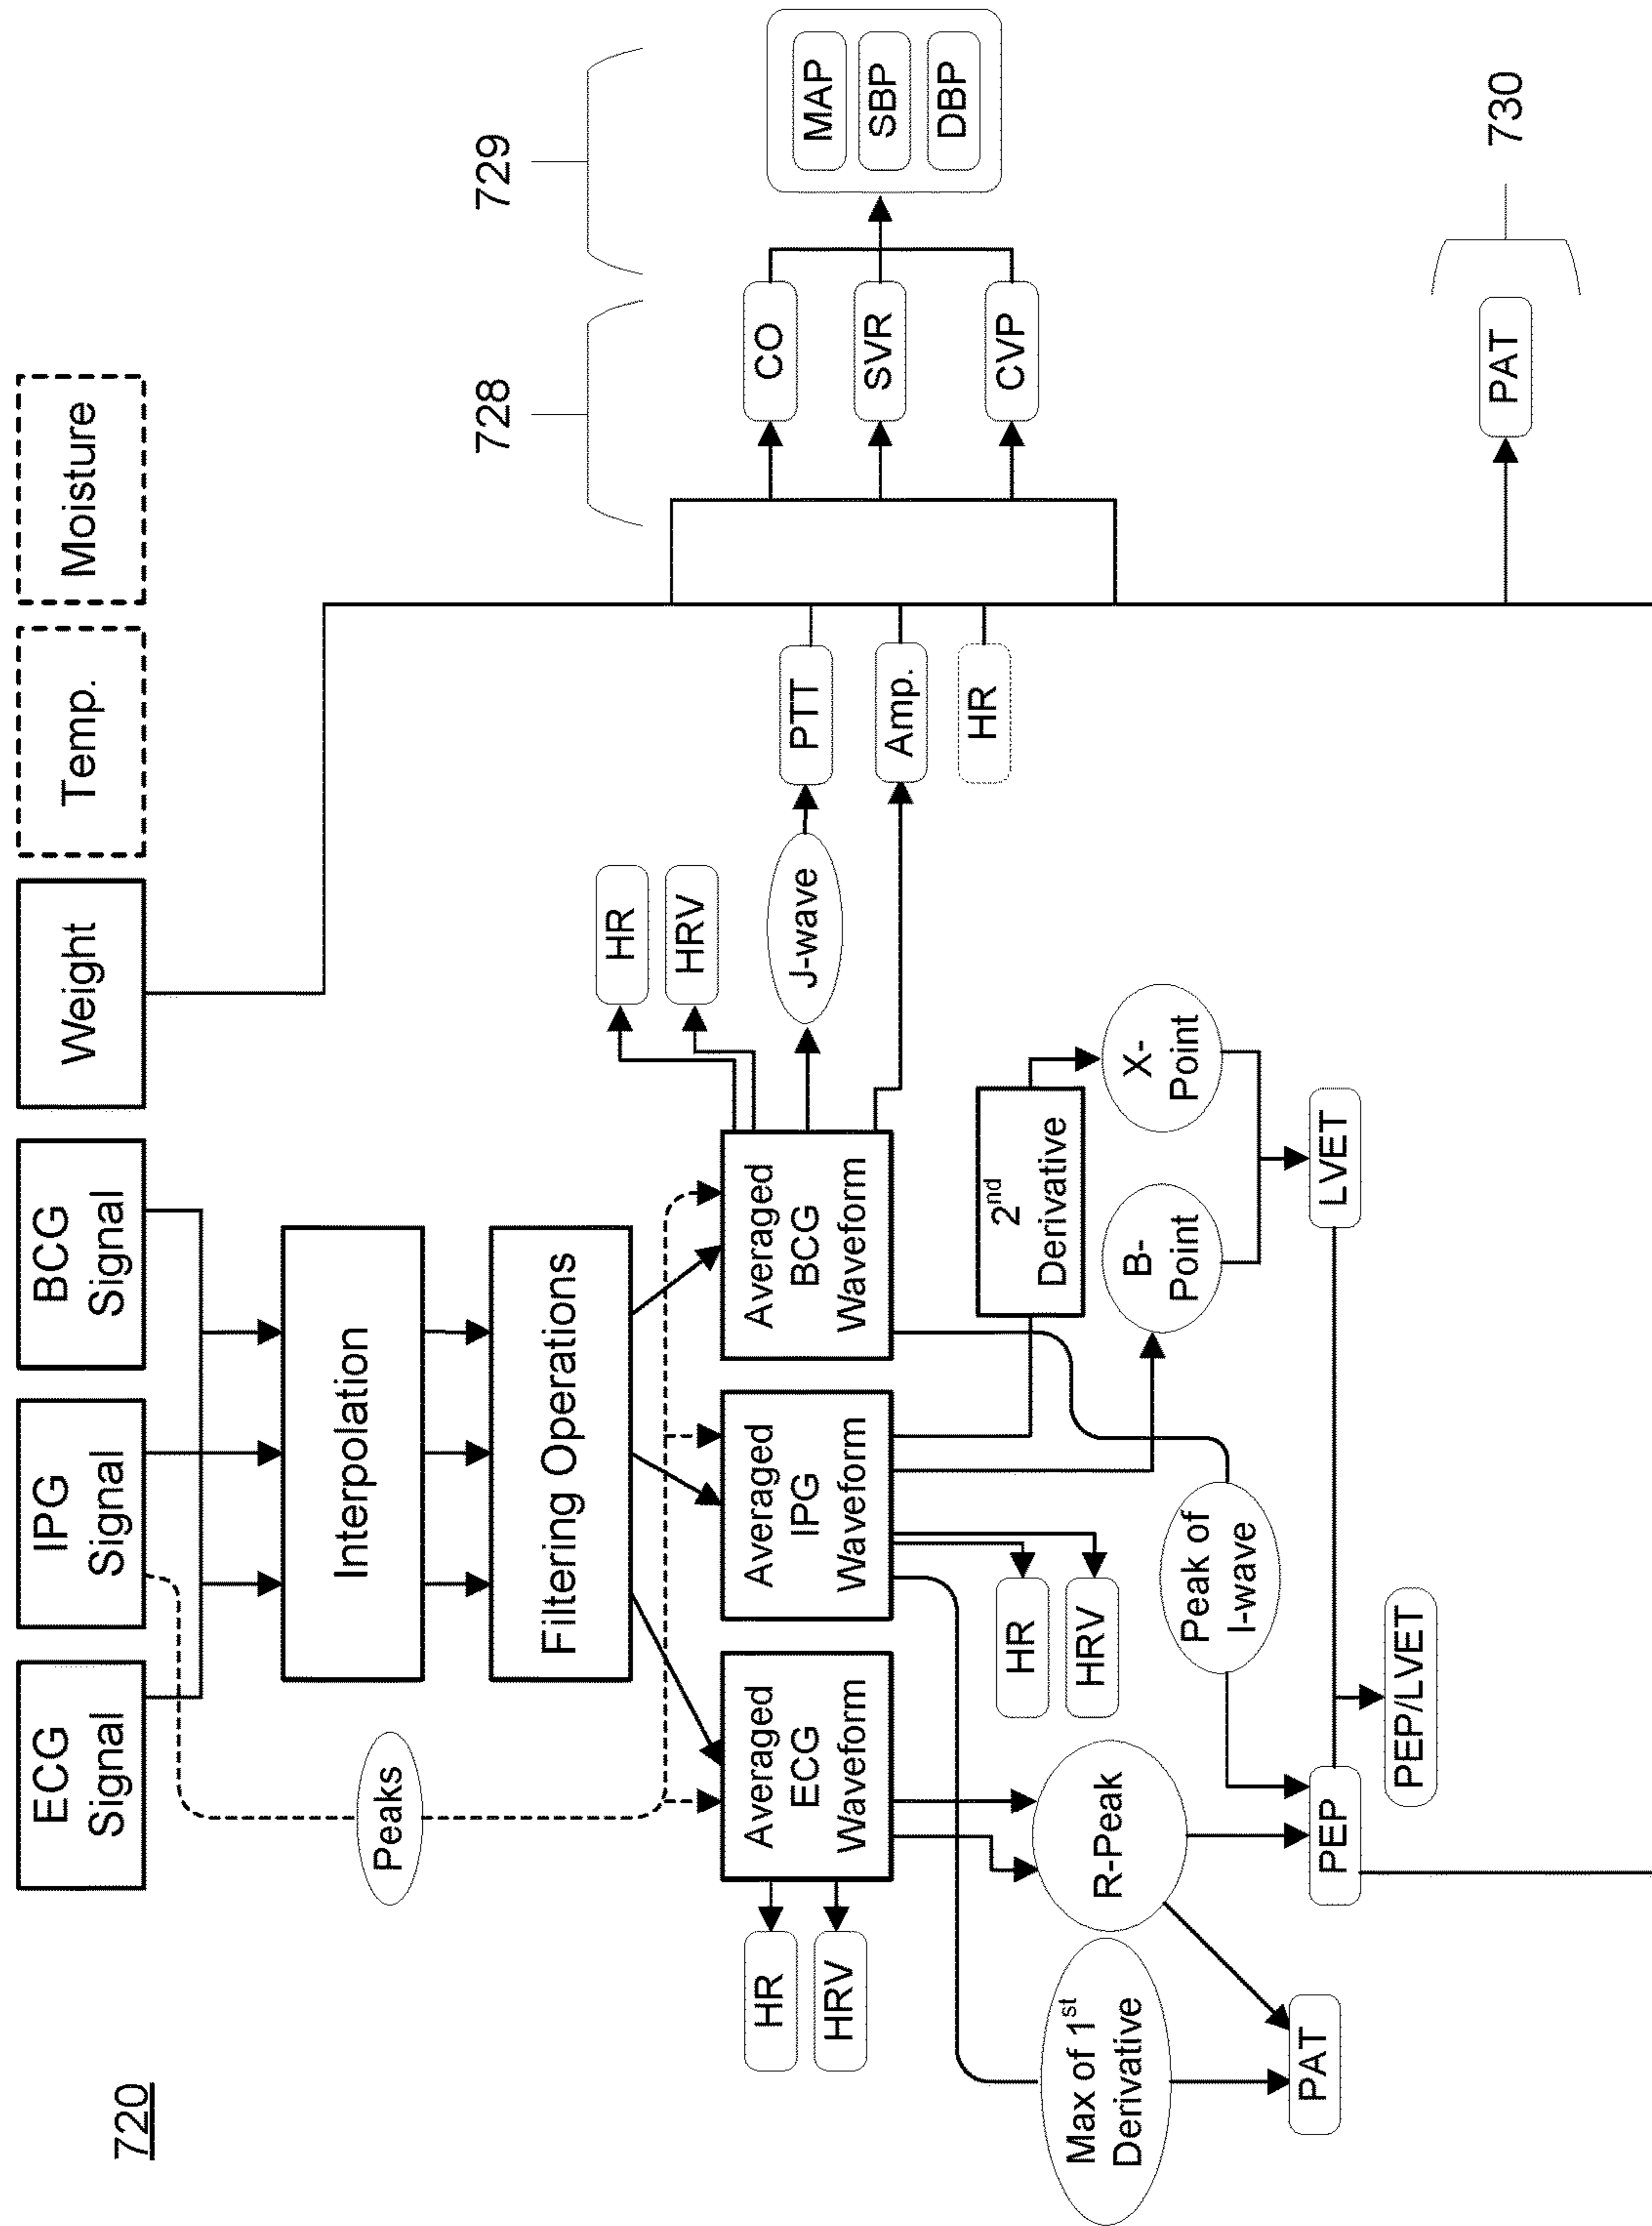 720
ECG
Signal
IPG
Signal
BCG
Signal
Weight
Temp.
Moisture
Peaks
Interpolation
Filtering Operations
Averaged
ECG
Waveform
Averaged
IPG
Waveform
Averaged
BCG
Waveform
HR
HRV
HR
HRV
HR
HRV
J-wave
PTT
Amp.
HR
728
CO
SVR
CVP
729
MAP
SBP
DBP
2nd
Derivative
B-
Point
X-
Point
LVET
Max of 1st
Derivative
R-Peak
Peak of
I-wave
PAT
PEP
PEP/LVET
PAT
730